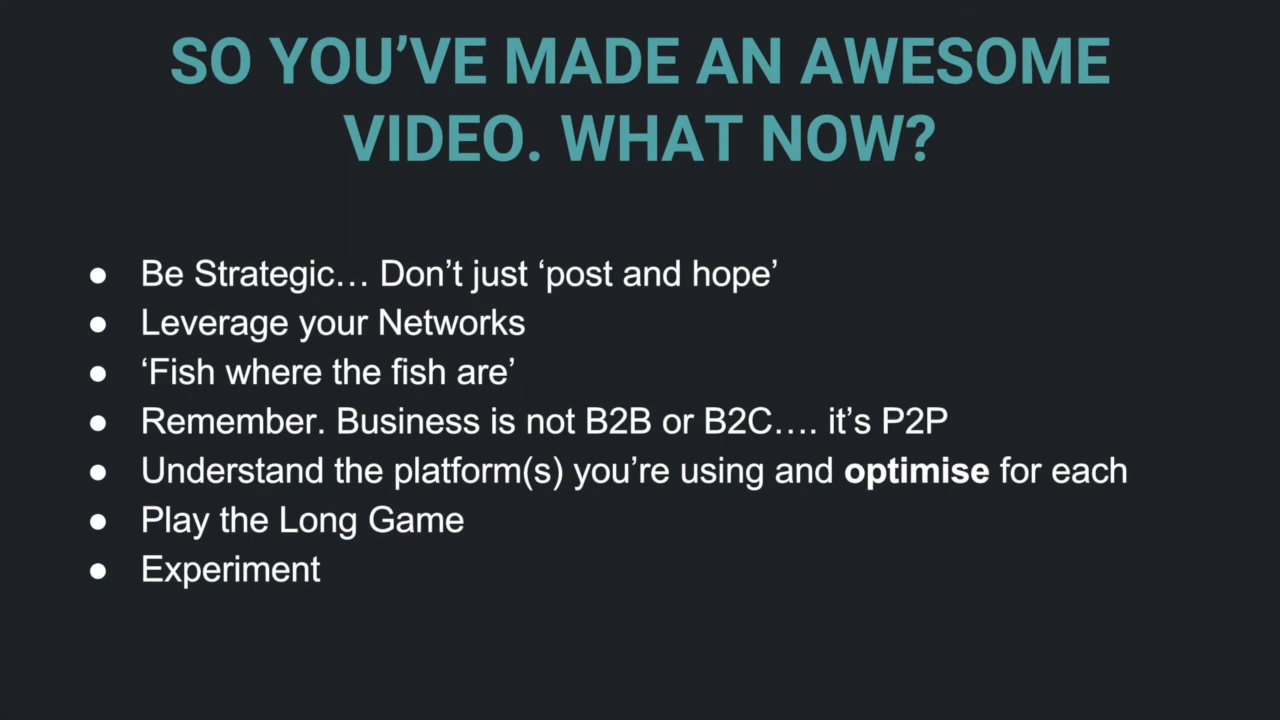 SO YOU’VE MADE AN AWESOME
VIDEO. WHAT NOW?
● Be Strategic… Don’t just ‘post and hope’
● Leverage your Networks
● ‘Fish where the fish are’
● Remember. Business is not B2B or B2C…. it’s P2P
● Understand the platform(s) you’re using and optimise for each
● Play the Long Game
● Experiment